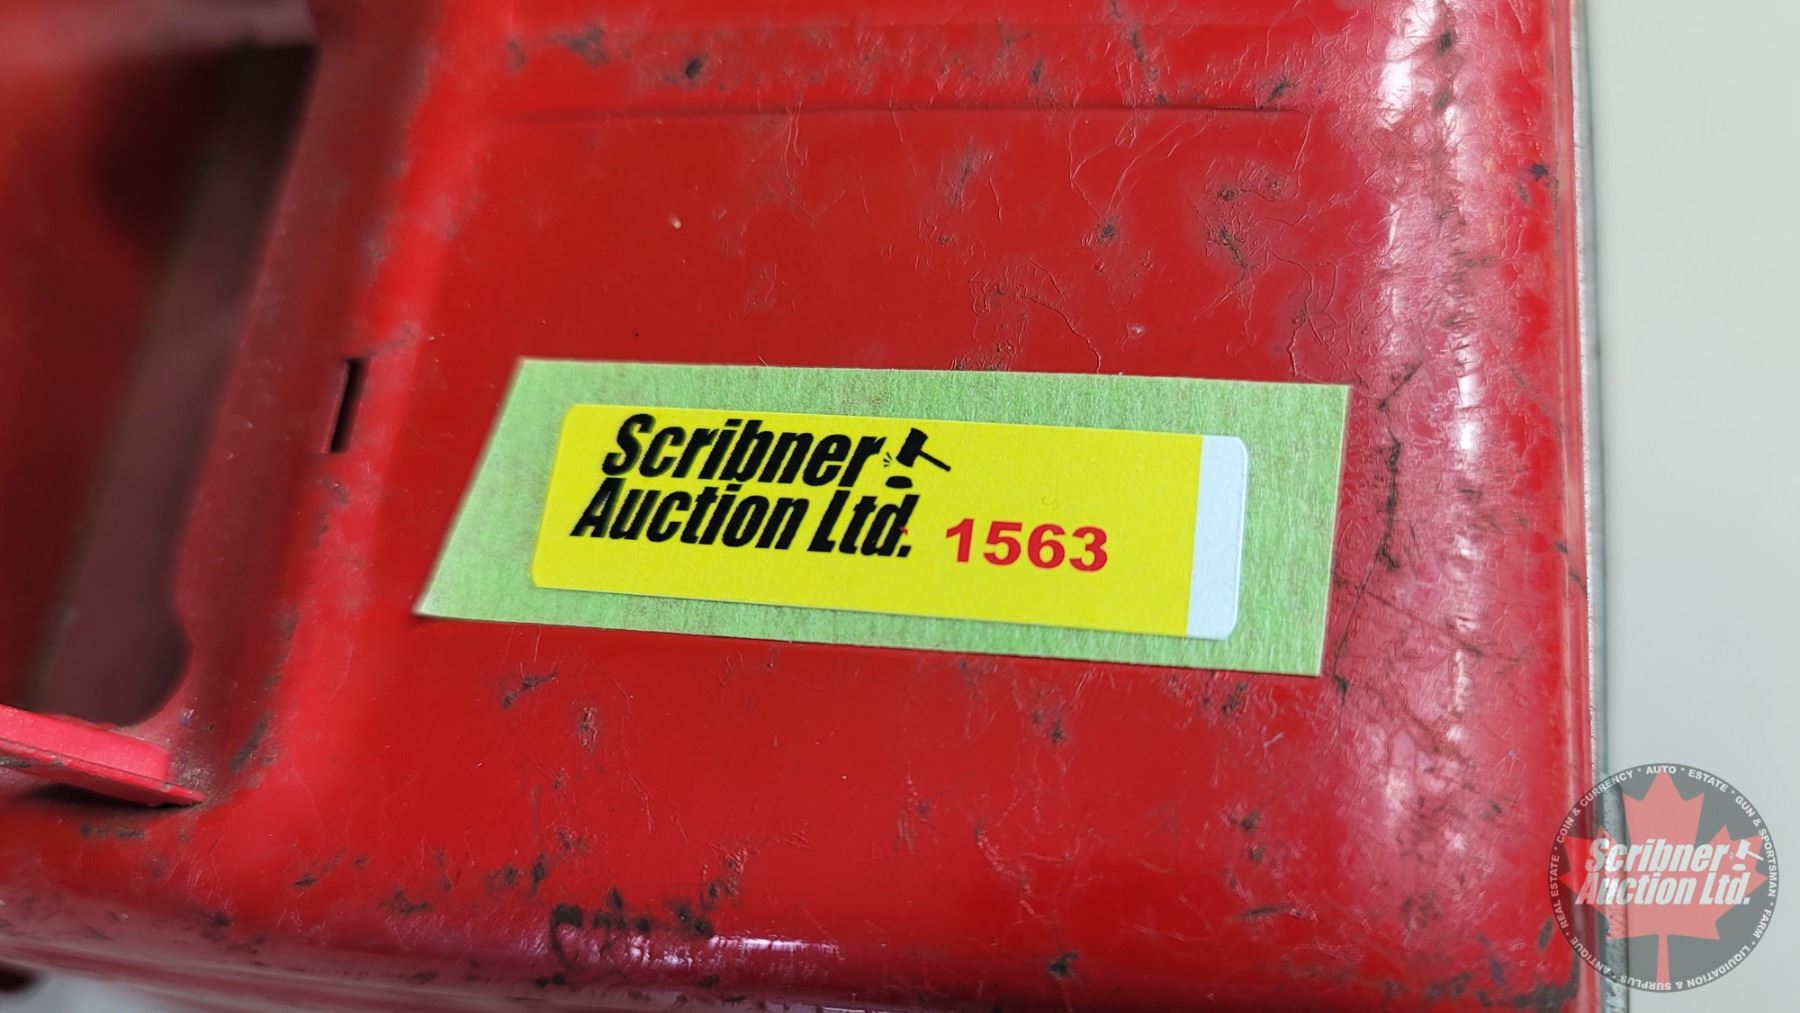 Scribner
Auction Ltd.
1563
COIN & CURRENCY * AUTO * ESTATE * GUN & SPORTSMAN * FARM * LIQUIDATION & SURPLUS * ANTIQUE * REAL ESTATE *
Scribner
Auction Ltd.